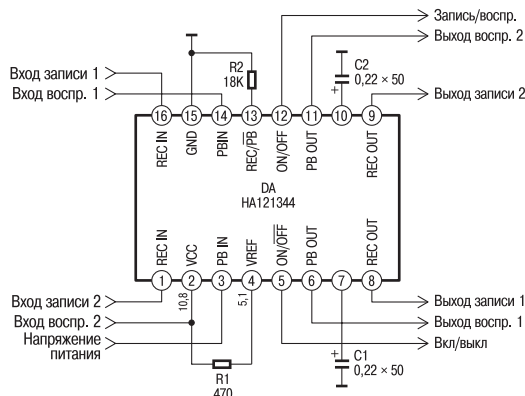 Запись/воспр.
Выход воспр. 2
Вход записи 1
Вход воспр. 1
R2
18K
C2
0,22 × 50
+
Выход записи 2
16 15 14 13 12 11 10 9
REC IN
GND
PBIN
REC/PB
ON/OFF
PB OUT
REC OUT
DA
HA121344
REC IN
VCC
PB IN
VREF
ON/OFF
PB OUT
REC OUT
1 2 3 4 5 6 7 8
10,8
5,1
Вход записи 2
Вход воспр. 2
Напряжение
питания
R1
470
Выход записи 1
Выход воспр. 1
Вкл/выкл
+
C1
0,22 × 50